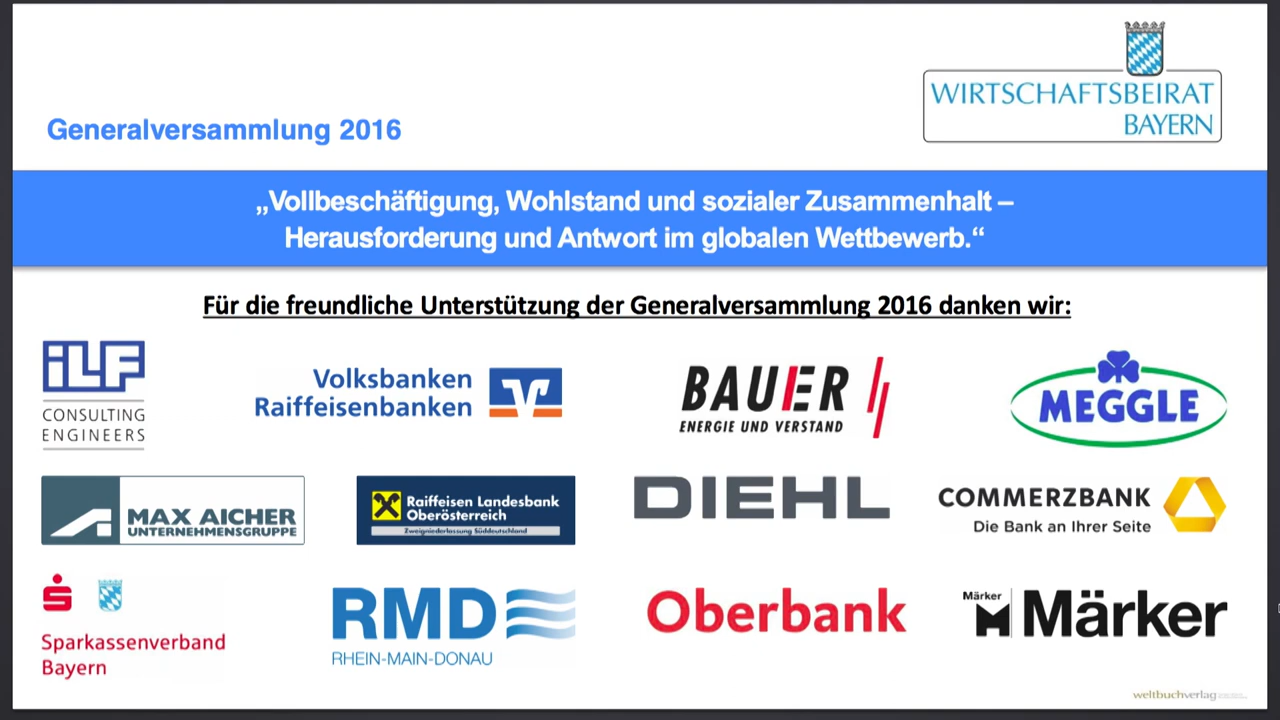 WIRTSCHAFTSBEIRAT
BAYERN
Generalversammlung 2016
„Vollbeschäftigung, Wohlstand und sozialer Zusammenhalt –
Herausforderung und Antwort im globalen Wettbewerb.“
Für die freundliche Unterstützung der Generalversammlung 2016 danken wir:
iLF
CONSULTING
ENGINEERS
Volksbanken
Raiffeisenbanken
BAUER
ENERGIE UND VERSTAND
MEGGLE
MAX AICHER
UNTERNEHMENSGRUPPE
Raiffeisen Landesbank
Oberösterreich
Zweigniederlassung Süddeutschland
DIEHL
COMMERZBANK
Die Bank an Ihrer Seite
Sparkassenverband
Bayern
RMD
RHEIN-MAIN-DONAU
Oberbank
Märker
Märker
weltbuchverlag